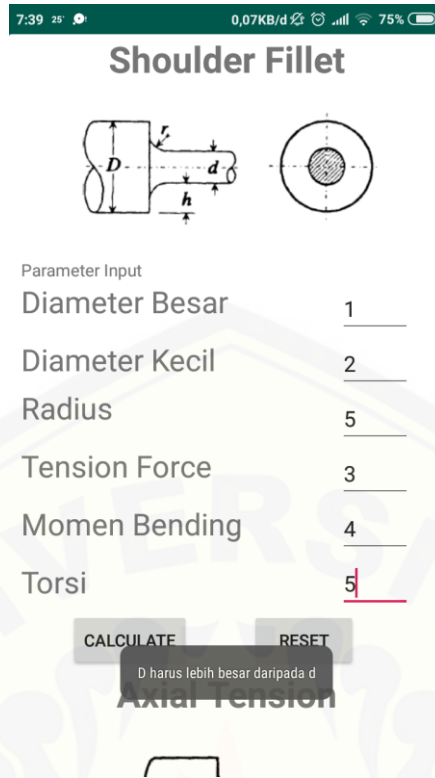 7:39 25° 0,07KB/d 75%
Shoulder Fillet
r
D
d
h
Parameter Input
Diameter Besar 1
Diameter Kecil 2
Radius 5
Tension Force 3
Momen Bending 4
Torsi 5
CALCULATE RESET
D harus lebih besar daripada d
Axial Tension